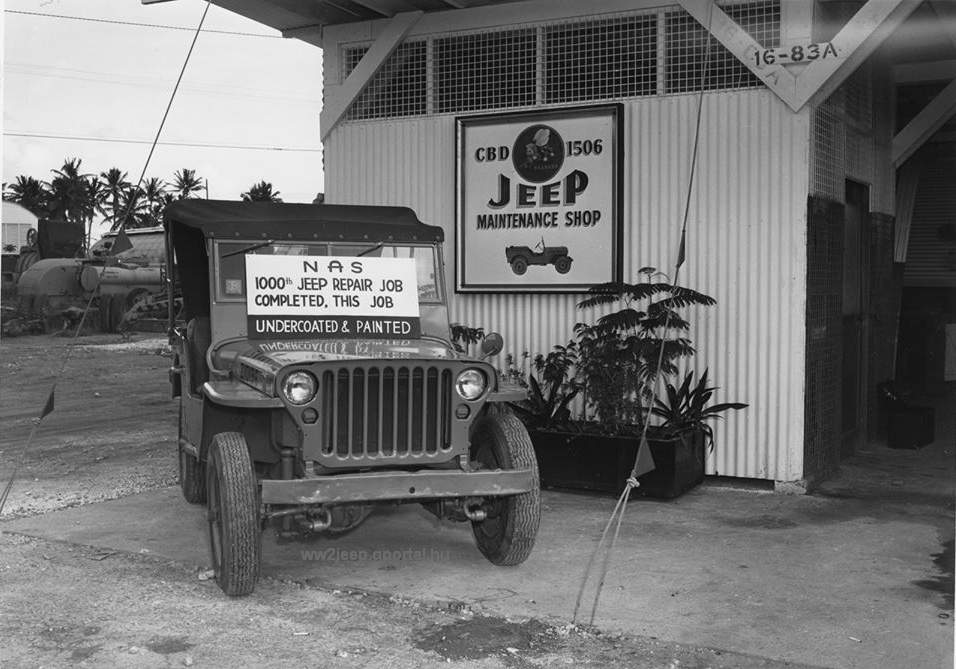 16-83A
CBD 1506
JEEP
MAINTENANCE SHOP
NAS
1000th JEEP REPAIR JOB
COMPLETED, THIS JOB
UNDERCOATED & PAINTED
ww2jeep.gportal.hu